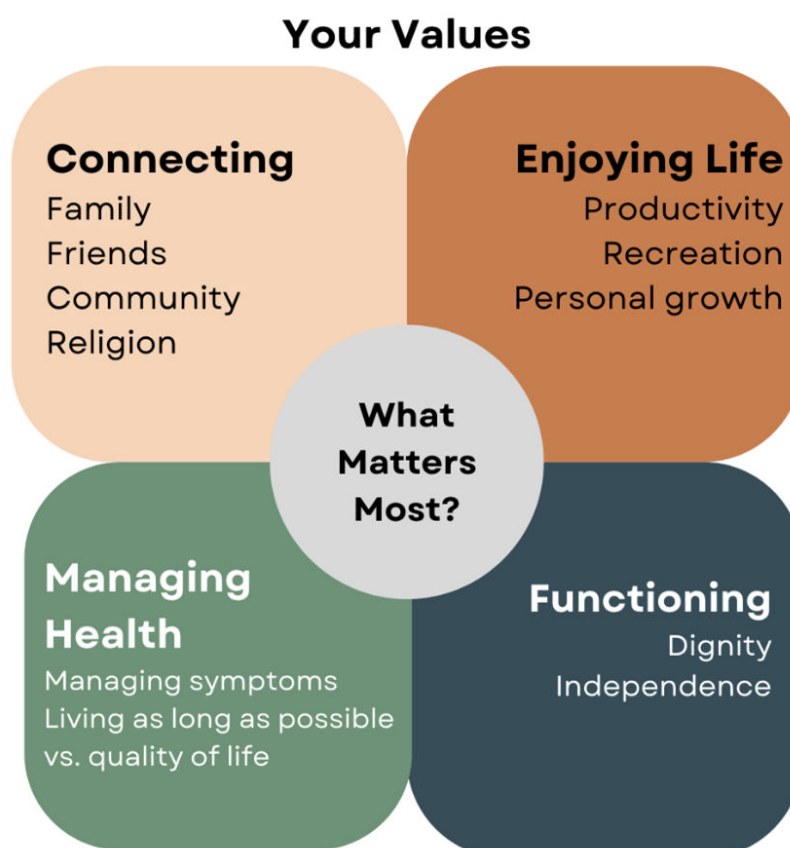 Your Values
Connecting
Family
Friends
Community
Religion
Enjoying Life
Productivity
Recreation
Personal growth
What
Matters
Most?
Managing
Health
Managing symptoms
Living as long as possible
vs. quality of life
Functioning
Dignity
Independence